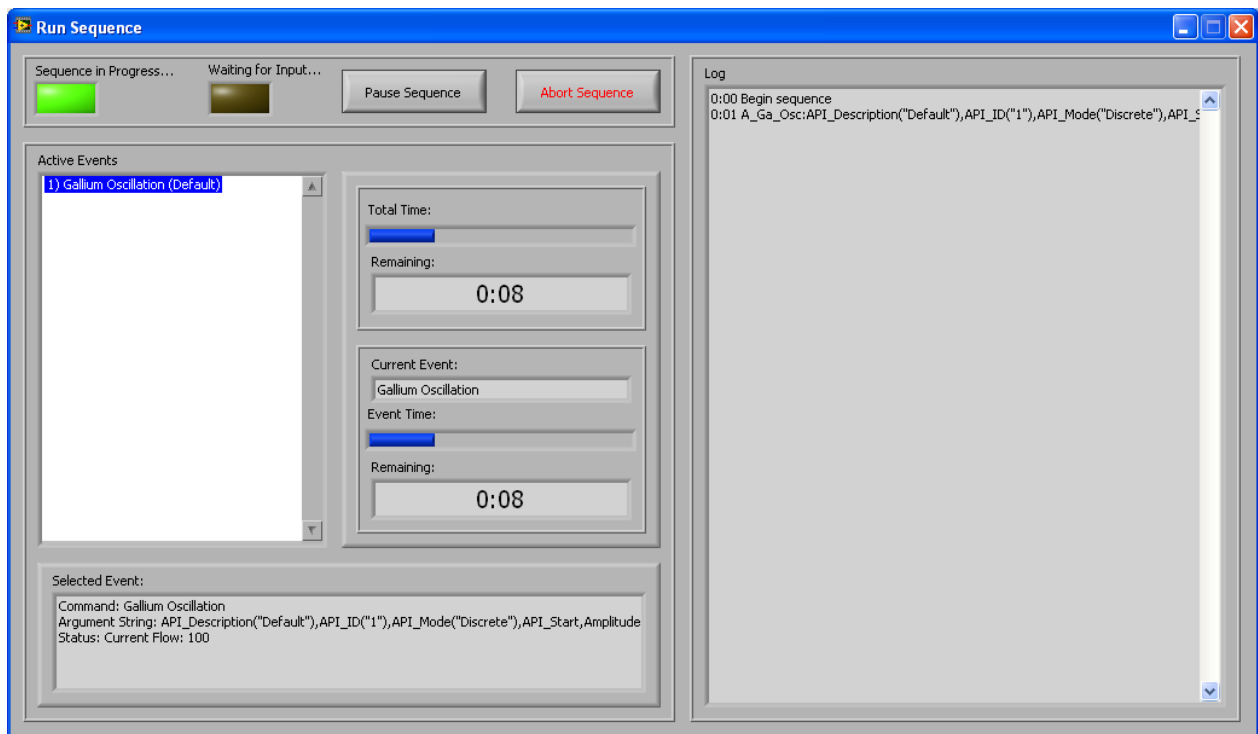 Run Sequence
Sequence in Progress...
Waiting for Input...
Pause Sequence
Abort Sequence
Active Events
1) Gallium Oscillation (Default)
Total Time:
Remaining:
0:08
Current Event:
Gallium Oscillation
Event Time:
Remaining:
0:08
Selected Event:
Command: Gallium Oscillation
Argument String: API_Description("Default"),API_ID("1"),API_Mode("Discrete"),API_Start,Amplitude
Status: Current Flow: 100
Log
0:00 Begin sequence
0:01 A_Ga_Osc:API_Description("Default"),API_ID("1"),API_Mode("Discrete"),API_S